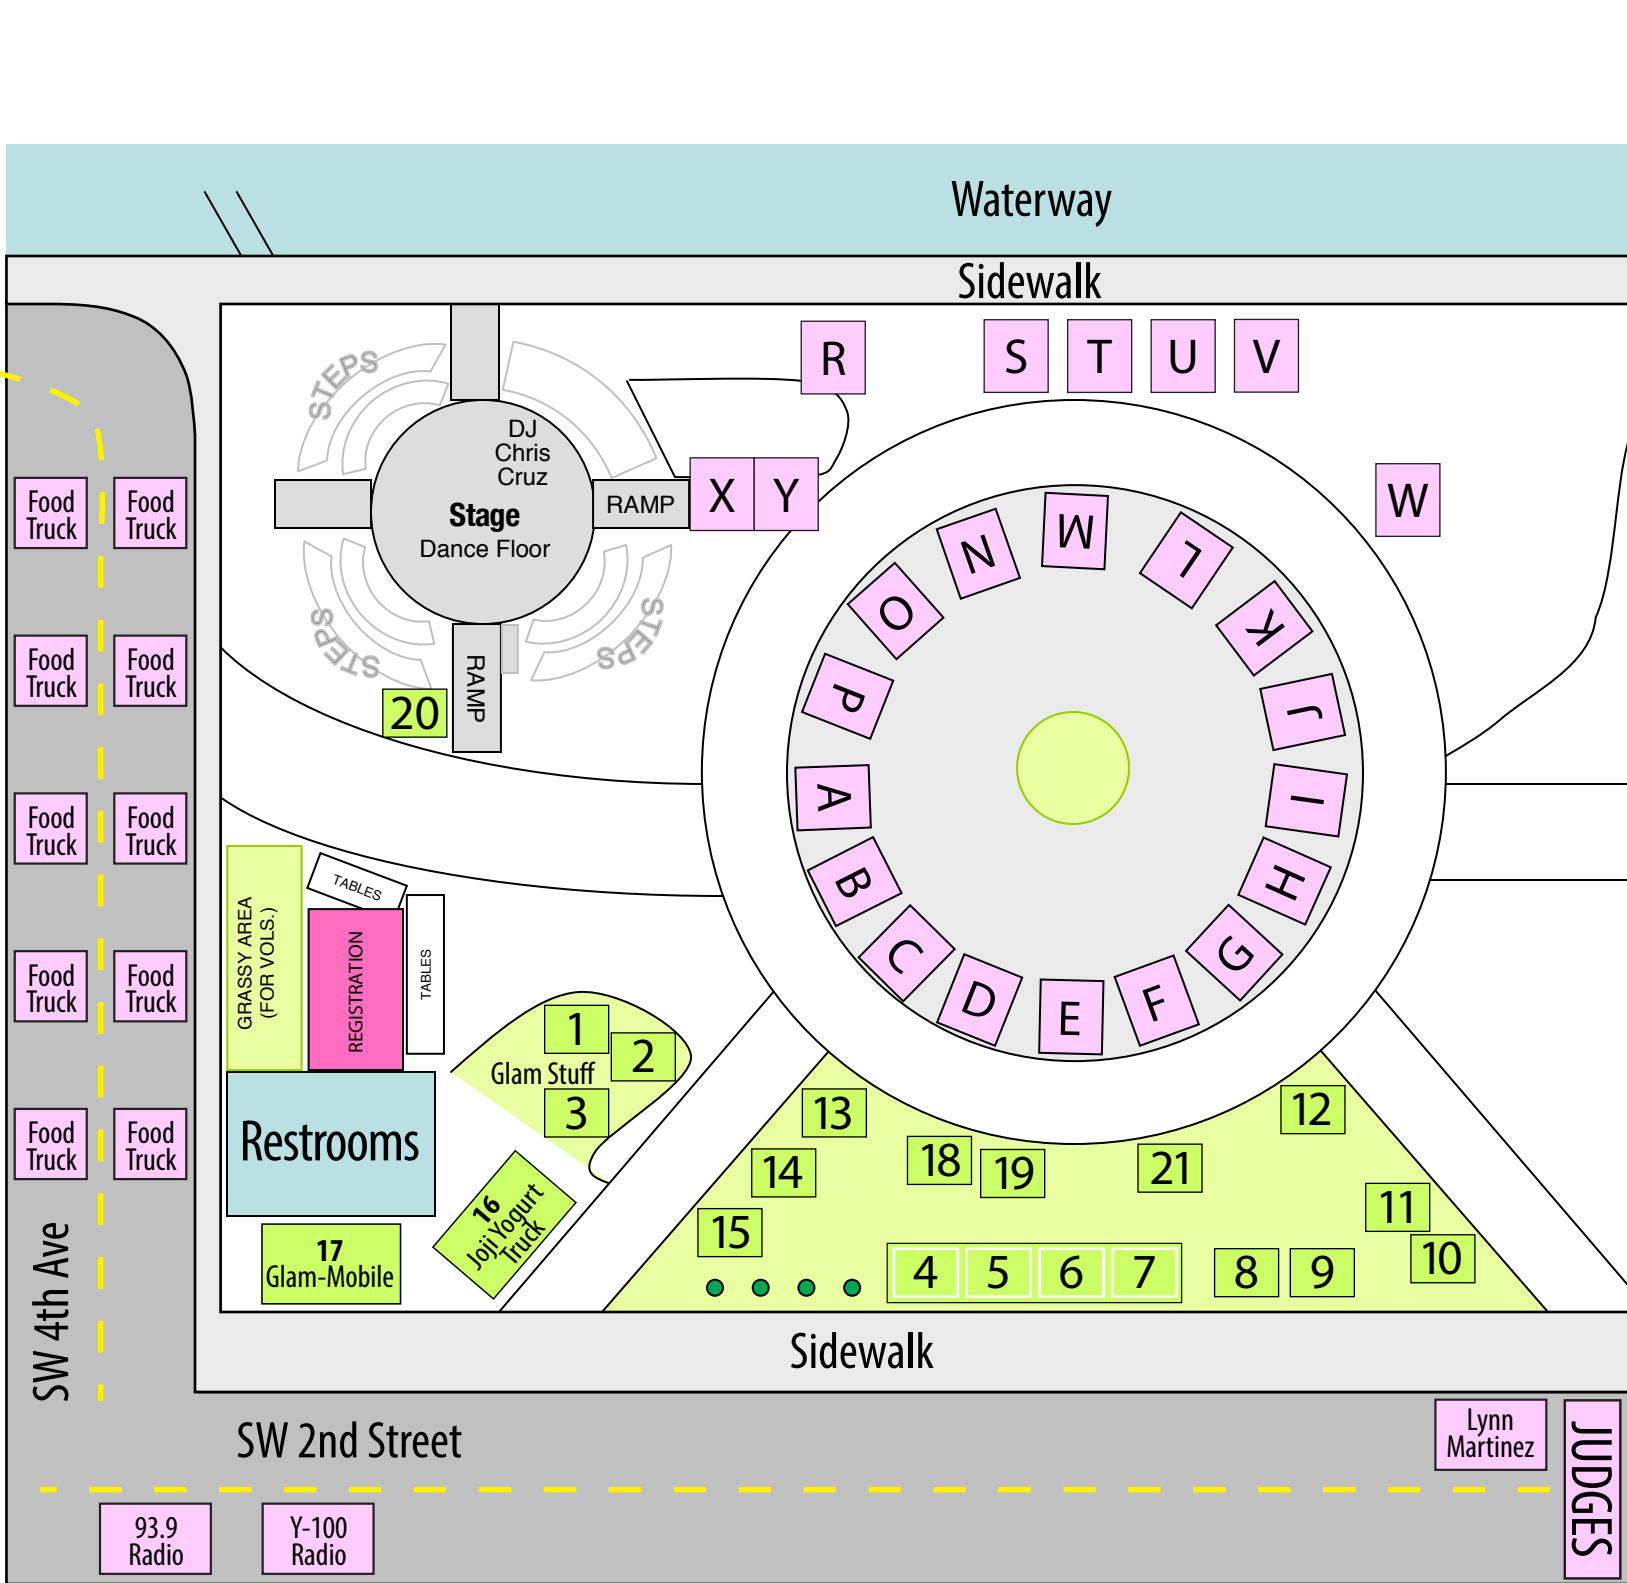 Waterway
Sidewalk
STEPS
DJ
Chris
Cruz
Stage
Dance Floor
RAMP
X
Y
R
S
T
U
V
W
STEPS
STEPS
RAMP
20
M
L
K
J
I
H
G
F
E
D
C
B
A
P
O
N
Food
Truck
Food
Truck
Food
Truck
Food
Truck
Food
Truck
Food
Truck
Food
Truck
Food
Truck
Food
Truck
Food
Truck
GRASSY AREA
(FOR VOLS.)
TABLES
REGISTRATION
TABLES
1
2
Glam Stuff
3
Restrooms
16
Joji Yogurt
Truck
17
Glam-Mobile
13
14
15
18
19
21
12
11
10
4
5
6
7
8
9
Sidewalk
SW 4th Ave
SW 2nd Street
Lynn
Martinez
JUDGES
93.9
Radio
Y-100
Radio